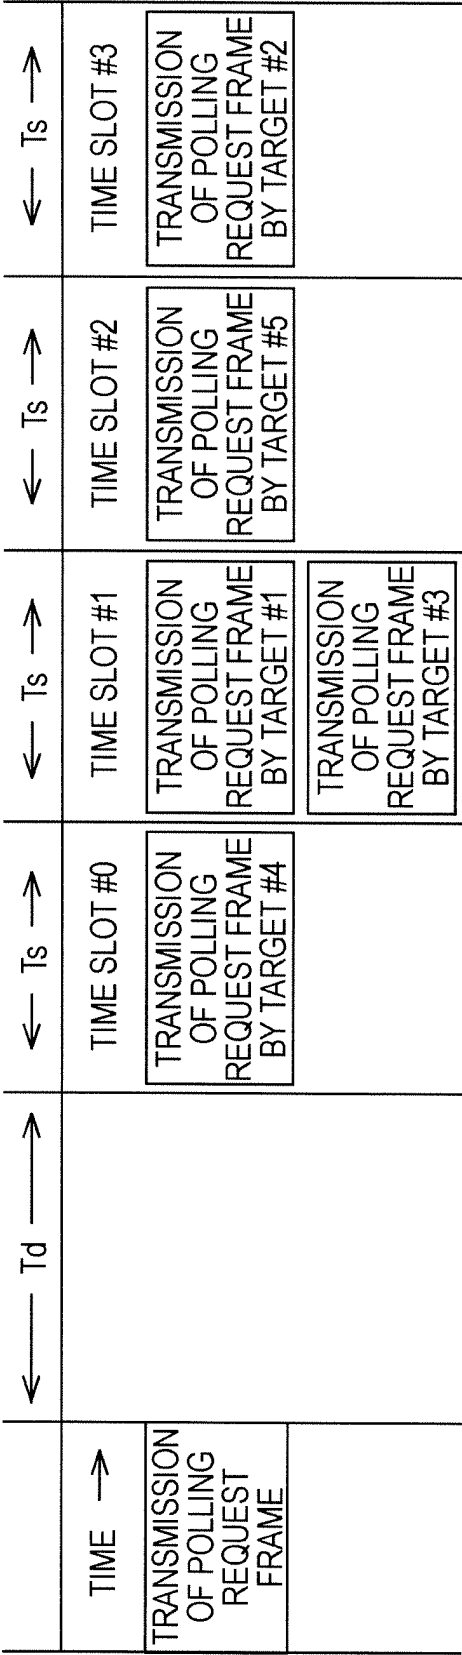 Td
Ts
Ts
Ts
Ts
TIME
TIME SLOT #0
TIME SLOT #1
TIME SLOT #2
TIME SLOT #3
TRANSMISSION
OF POLLING
REQUEST
FRAME
TRANSMISSION
OF POLLING
REQUEST FRAME
BY TARGET #4
TRANSMISSION
OF POLLING
REQUEST FRAME
BY TARGET #1
TRANSMISSION
OF POLLING
REQUEST FRAME
BY TARGET #3
TRANSMISSION
OF POLLING
REQUEST FRAME
BY TARGET #5
TRANSMISSION
OF POLLING
REQUEST FRAME
BY TARGET #2